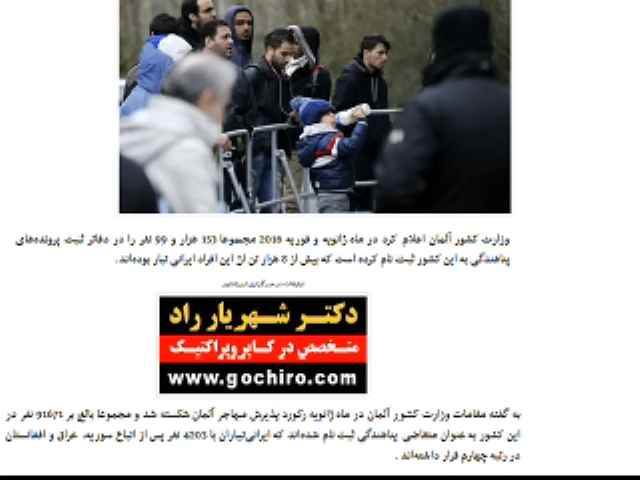 وزارت کشور آلمان اعلام کرد در ماه ژانویه و فوریه 2016 مجموعا 153 هزار و 99 نفر را در دفاتر ثبت پرونده‌های
پناهندگی به این کشور ثبت نام کرده است که بیش از 8 هزار تن از این افراد ایرانی تبار بوده‌اند.
دکتر شهریار راد
متخصص در کایروپراکتیک
www.gochiro.com
به گفته مقامات وزارت کشور آلمان در ماه ژانویه رکورد پذیرش مهاجر آلمان شکسته شد و مجموعا بالغ بر 91671 نفر در
این کشور به عنوان متقاضی پناهندگی ثبت نام شده‌اند که ایرانی‌تباران با 4203 نفر پس از اتباع سوریه، عراق و افغانستان
در رتبه چهارم قرار داشته‌اند .